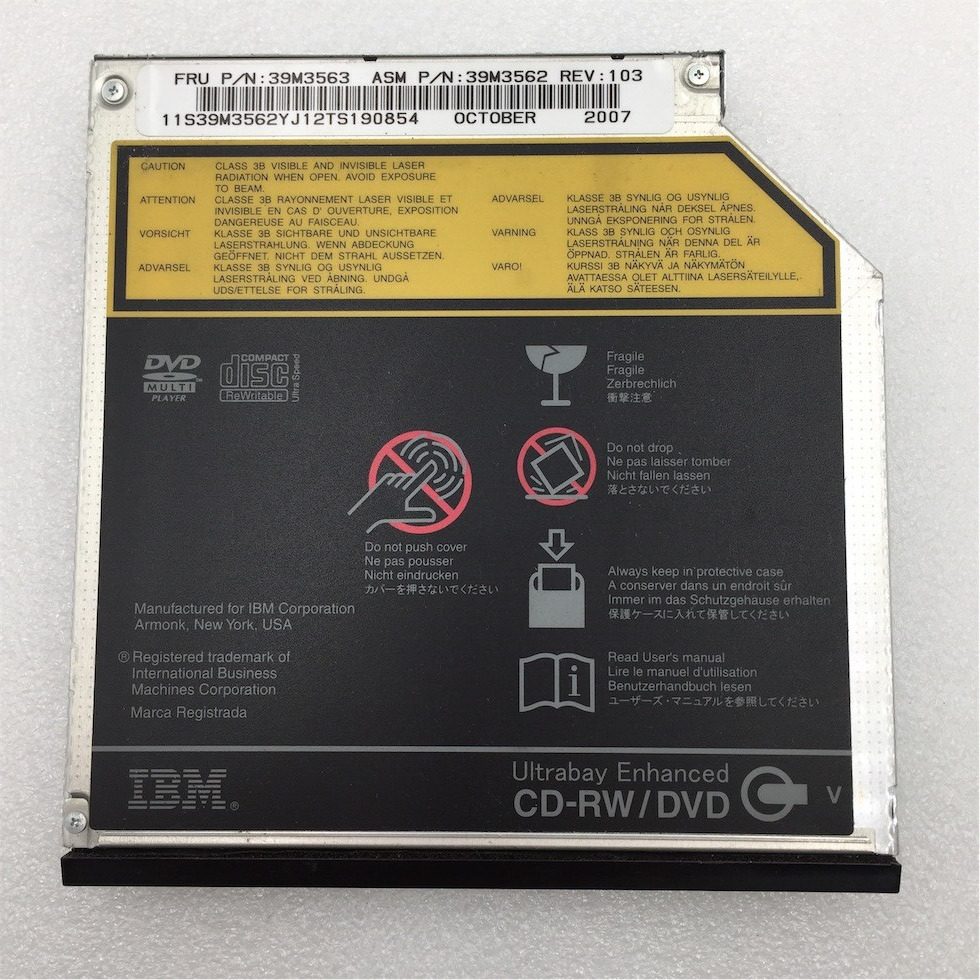 FRU P/N:39M3563 ASM P/N:39M3562 REV:103
11S39M3562YJ12TS190854 OCTOBER 2007
CAUTION CLASS 3B VISIBLE AND INVISIBLE LASER
RADIATION WHEN OPEN. AVOID EXPOSURE
TO BEAM.
ATTENTION CLASSE 3B RAYONNEMENT LASER VISIBLE ET
INVISIBLE EN CAS D' OUVERTURE, EXPOSITION
DANGEREUSE AU FAISCEAU.
VORSICHT KLASSE 3B SICHTBARE UND UNSICHTBARE
LASERSTRAHLUNG. WENN ABDECKUNG
GEÖFFNET. NICHT DEM STRAHL AUSSETZEN.
ADVARSEL KLASSE 3B SYNLIG OG USYNLIG
LASERSTRÅLING VED ÅBNING. UNDGÅ
UDS/ETTELSE FOR STRÅLING.
ADVARSEL KLASSE 3B SYNLIG OG USYNLIG
LASERSTRÅLING NÅR DEKSEL ÅPNES.
UNNGÅ EKSPONERING FOR STRÅLEN.
VARNING KLASS 3B SYNLIG OCH OSYNLIG
LASERSTRÅLNING NÄR DENNA DEL ÄR
ÖPPNAD. STRÅLEN ÄR FARLIG.
VARO! KURSSI 3B NÄKYVÄ JA NÄKYMÄTÖN
AVATTAESSA OLET ALTTIINA LASERSÄTEILYLLE,
ÄLÄ KATSO SÄTEESEN.
DVD
MULTI
PLAYER
COMPACT
disc
ReWritable
Ultra Speed
Fragile
Fragile
Zerbrechlich
衝撃注意
Do not drop
Ne pas laisser tomber
Nicht fallen lassen
落とさないでください
Do not push cover
Ne pas pousser
Nicht eindrucken
カバーを押さないでください
Always keep in protective case
A conserver dans un endroit sûr
Immer im das Schutzgehäuse erhalten
保護ケースに入れて保管してください
Manufactured for IBM Corporation
Armonk, New York, USA
® Registered trademark of
International Business
Machines Corporation
Marca Registrada
Read User's manual
Lire le manuel d'utilisation
Benutzerhandbuch lesen
ユーザーズ・マニュアルを参照してください
IBM®
Ultrabay Enhanced
CD-RW/DVD V